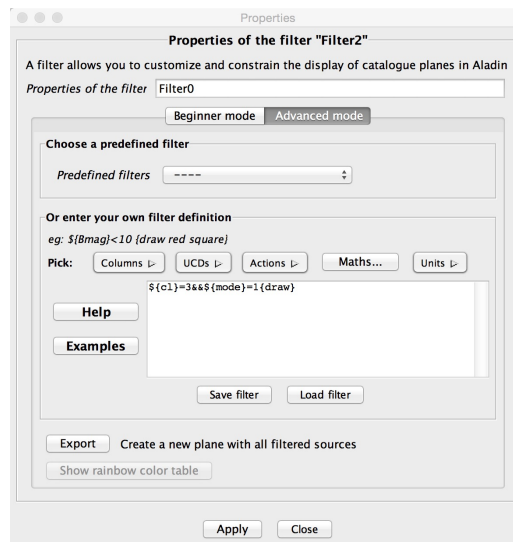 Properties
Properties of the filter "Filter2"
A filter allows you to customize and constrain the display of catalogue planes in Aladin
Properties of the filter Filter0
Beginner mode Advanced mode
Choose a predefined filter
Predefined filters ----
Or enter your own filter definition
eg: ${Bmag}<10 {draw red square}
Pick: Columns ▷ UCDs ▷ Actions ▷ Maths... Units ▷
${cl}=3&&${mode}=1{draw}
Help
Examples
Save filter Load filter
Export Create a new plane with all filtered sources
Show rainbow color table
Apply Close